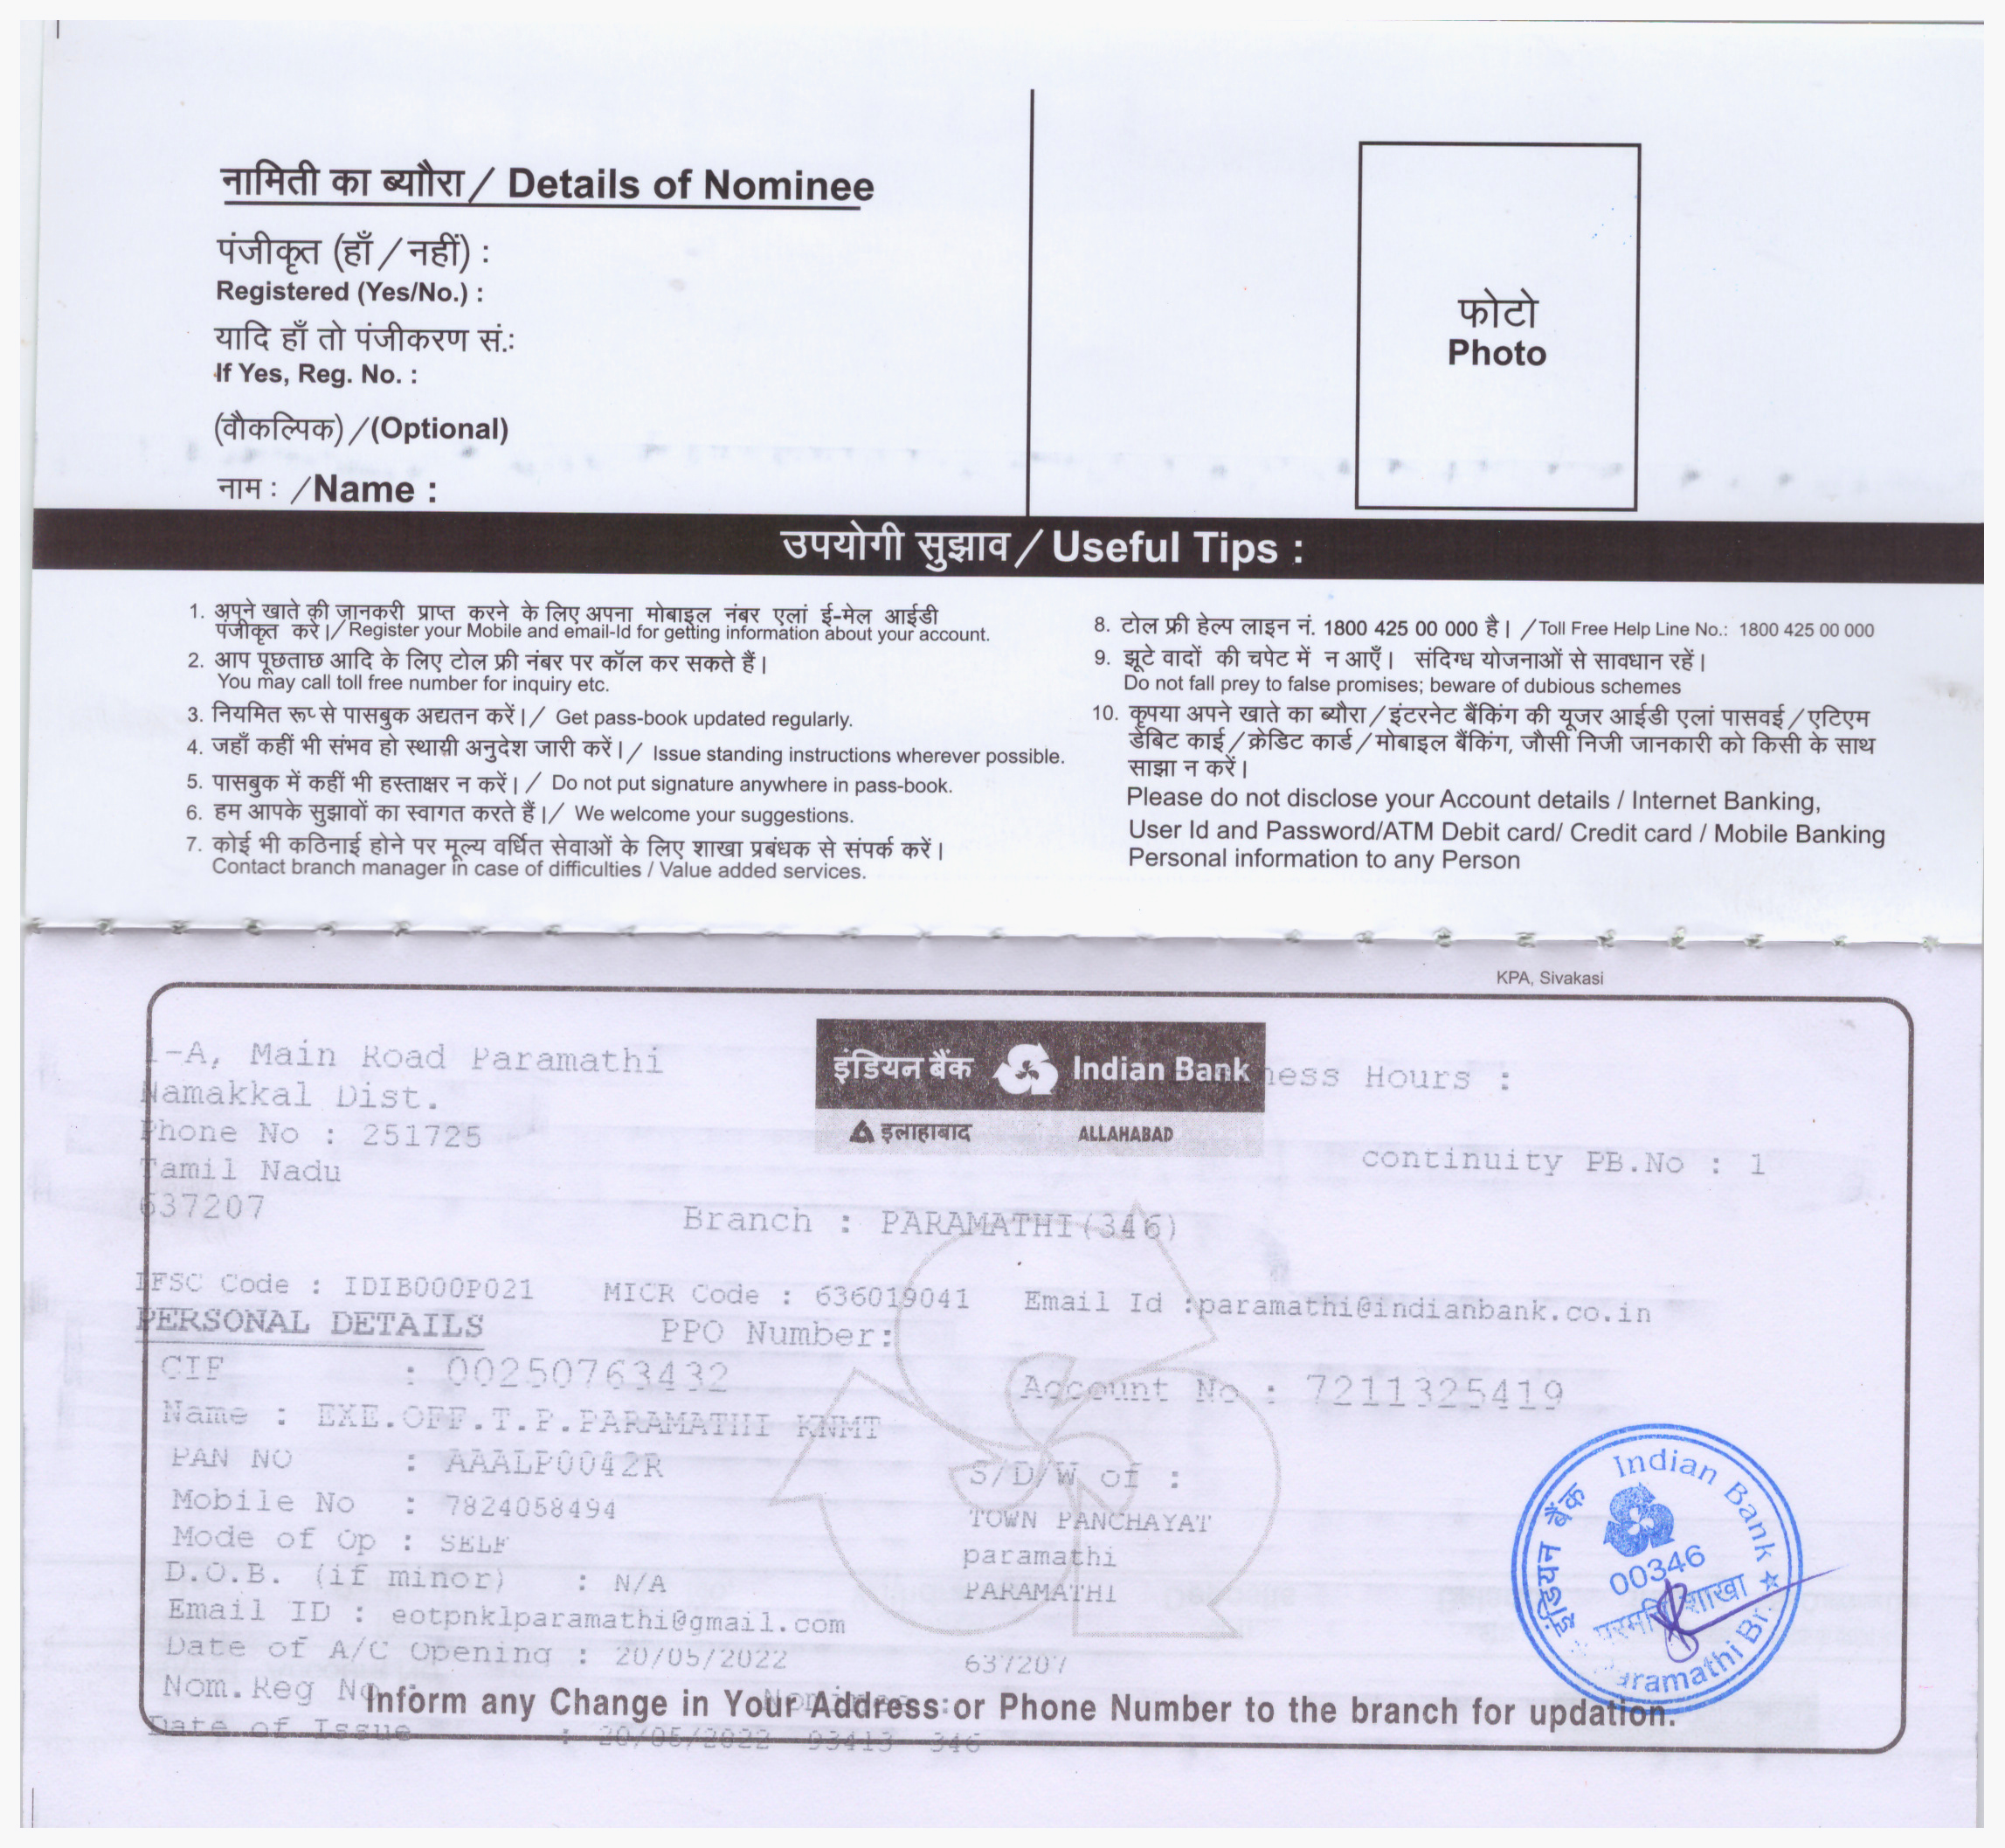 नामिती का ब्यौरा / Details of Nominee
पंजीकृत (हाँ / नहीं) :
Registered (Yes/No.) :
यादि हाँ तो पंजीकरण सं.:
If Yes, Reg. No. :
(वैकल्पिक) / (Optional)
नाम : / Name :
फोटो
Photo
उपयोगी सुझाव / Useful Tips :
1. अपने खाते की जानकरी प्राप्त करने के लिए अपना मोबाइल नंबर एलां ई-मेल आईडी
पंजीकृत करें। / Register your Mobile and email-Id for getting information about your account.
2. आप पूछताछ आदि के लिए टोल फ्री नंबर पर कॉल कर सकते हैं।
You may call toll free number for inquiry etc.
3. नियमित रूप से पासबुक अद्यतन करें। / Get pass-book updated regularly.
4. जहाँ कहीं भी संभव हो स्थायी अनुदेश जारी करें। / Issue standing instructions wherever possible.
5. पासबुक में कहीं भी हस्ताक्षर न करें। / Do not put signature anywhere in pass-book.
6. हम आपके सुझावों का स्वागत करते हैं। / We welcome your suggestions.
7. कोई भी कठिनाई होने पर मूल्य वर्धित सेवाओं के लिए शाखा प्रबंधक से संपर्क करें।
Contact branch manager in case of difficulties / Value added services.
8. टोल फ्री हेल्प लाइन नं. 1800 425 00 000 है। / Toll Free Help Line No.: 1800 425 00 000
9. झूटे वादों की चपेट में न आएँ। संदिग्ध योजनाओं से सावधान रहें।
Do not fall prey to false promises; beware of dubious schemes
10. कृपया अपने खाते का ब्यौरा / इंटरनेट बैंकिंग की यूजर आईडी एलां पासवई / एटिएम
डेबिट काई / क्रेडिट कार्ड / मोबाइल बैंकिंग, जौसी निजी जानकारी को किसी के साथ
साझा न करें।
Please do not disclose your Account details / Internet Banking,
User Id and Password/ATM Debit card/ Credit card / Mobile Banking
Personal information to any Person
KPA, Sivakasi
इंडियन बैंक Indian Bank
इलाहाबाद ALLAHABAD
1-A, Main Road Paramathi
Namakkal Dist.
Phone No : 251725
Tamil Nadu
637207
Hours :
continuity PB.No : 1
Branch : PARAMATHI(346)
IFSC Code : IDIB000P021 MICR Code : 636019041 Email Id :paramathi@indianbank.co.in
PERSONAL DETAILS PPO Number:
CIF : 00250763432 Account No : 7211325419
Name : EXE.OFF.T.P.PARAMATHI KNMT
PAN NO : AAALP0042R S/D/W of :
Mobile No : 7824058494 TOWN PANCHAYAT
Mode of Op : SELF paramathi
D.O.B. (if minor) : N/A PARAMATHI
Email ID : eotpnklparamathi@gmail.com
Date of A/C Opening : 20/05/2022 637207
Nom.Reg No : Nominee :
Inform any Change in Your Address or Phone Number to the branch for updation.
Date of Issue : 20/05/2022 93413 346
इंडियन बैंक Indian Bank
00346
परमति शाखा
Paramathi Br.